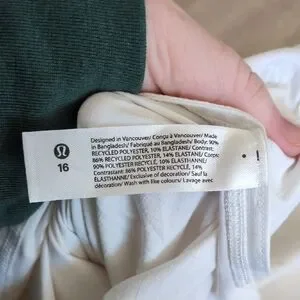 16
Designed in Vancouver/ Conçu à Vancouver/ Made
in Bangladesh/ Fabriqué au Bangladesh/ Body: 90%
RECYCLED POLYESTER, 10% ELASTANE/ Contrast:
86% RECYCLED POLYESTER, 14% ELASTANE/ Corps:
90% POLYESTER RECYCLÉ, 10% ÉLASTHANNE/
Contrastant: 86% POLYESTER RECYCLÉ, 14%
ÉLASTHANNE/ Exclusive of decoration/ Sauf la
décoration/ Wash with like colours/ Lavage avec